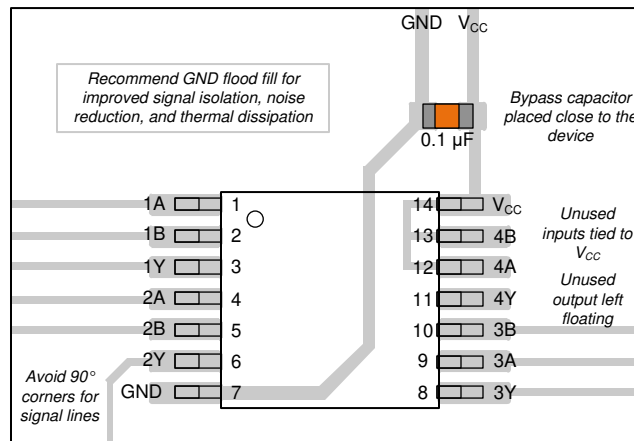 GND VCC
Recommend GND flood fill for
improved signal isolation, noise
reduction, and thermal dissipation
Bypass capacitor
placed close to the
device
0.1 µF
1A 1 14 VCC
1B 2 13 4B
1Y 3 12 4A
2A 4 11 4Y
2B 5 10 3B
2Y 6 9 3A
GND 7 8 3Y
Unused
inputs tied to
VCC
Unused
output left
floating
Avoid 90°
corners for
signal lines